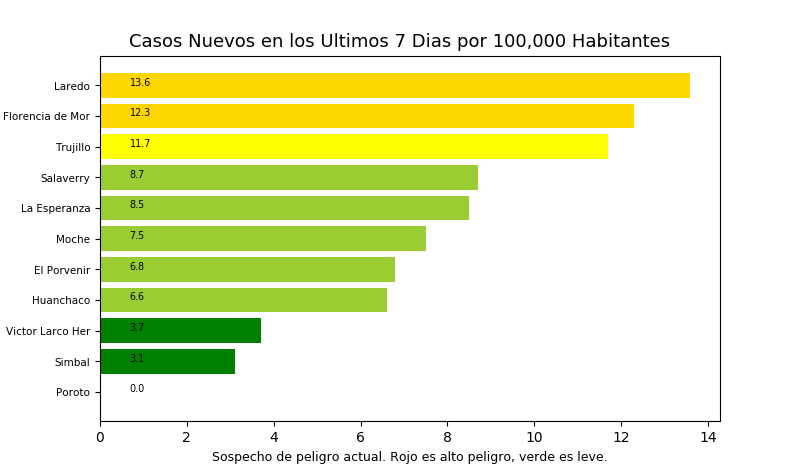 Casos Nuevos en los Ultimos 7 Dias por 100,000 Habitantes
Laredo 13.6
Florencia de Mor 12.3
Trujillo 11.7
Salaverry 8.7
La Esperanza 8.5
Moche 7.5
El Porvenir 6.8
Huanchaco 6.6
Victor Larco Her 3.7
Simbal 3.1
Poroto 0.0
0 2 4 6 8 10 12 14
Sospecho de peligro actual. Rojo es alto peligro, verde es leve.